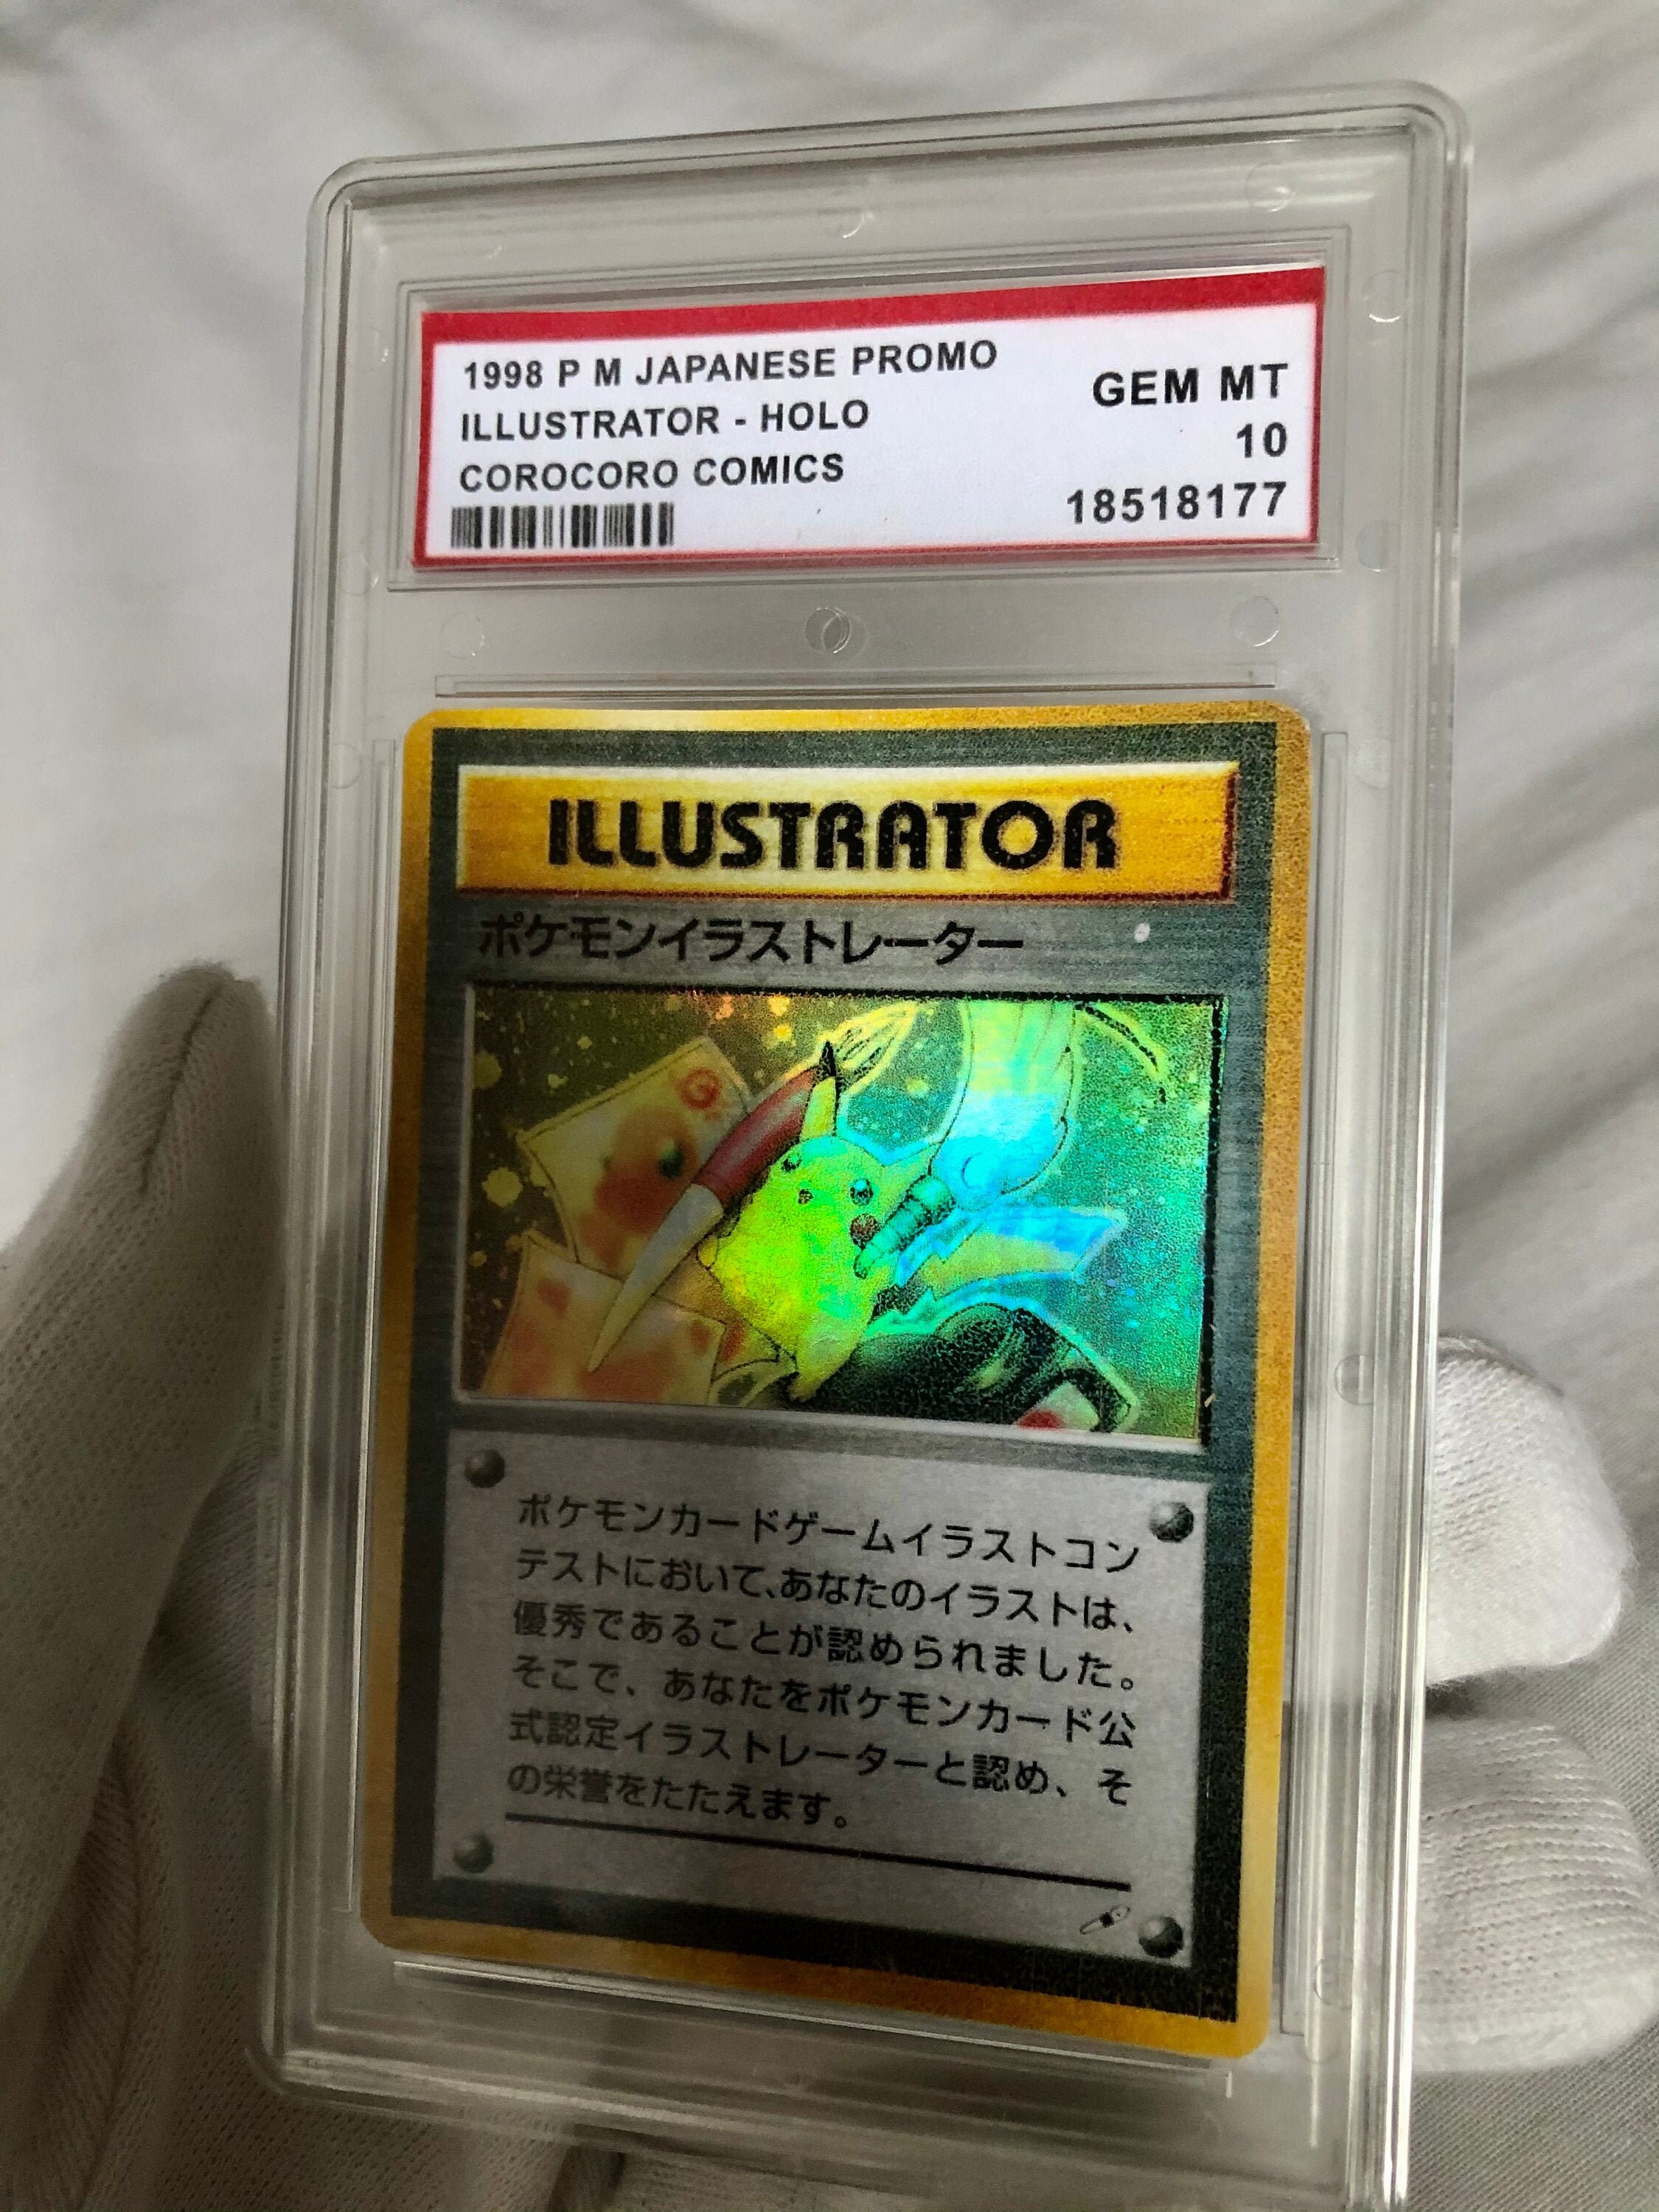 1998 P M JAPANESE PROMO
GEM MT
ILLUSTRATOR - HOLO
10
COROCORO COMICS
18518177
ILLUSTRATOR
ポケモンイラストレーター
ポケモンカードゲームイラストコン
テストにおいて、あなたのイラストは、
優秀であることが認められました。
そこで、あなたをポケモンカード公
式認定イラストレーターと認め、そ
の栄誉をたたえます。